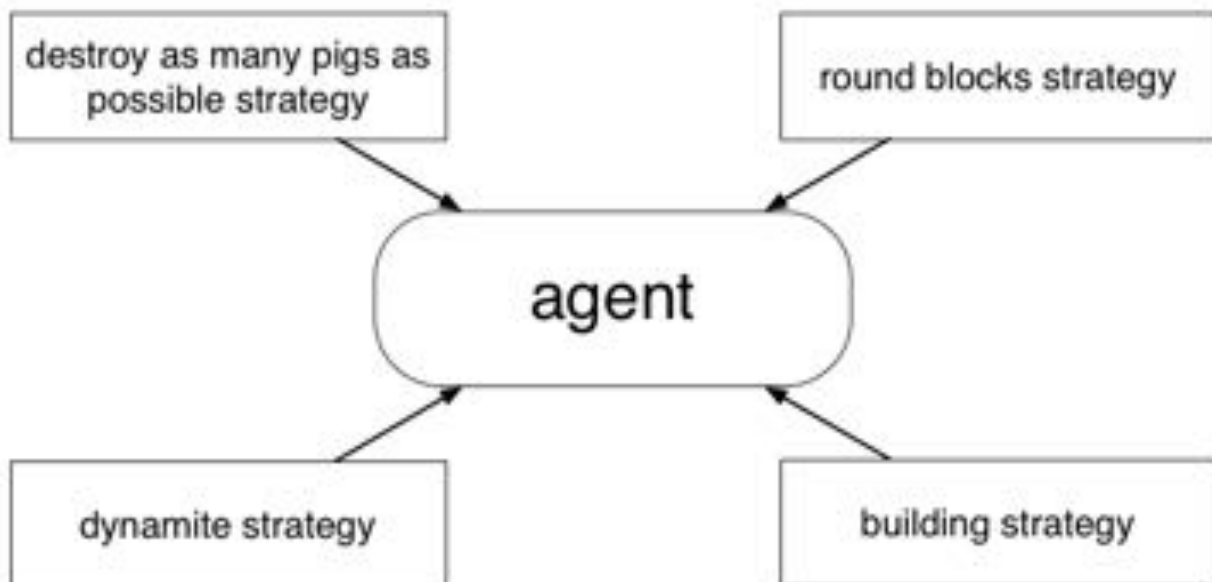 destroy as many pigs as
possible strategy
round blocks strategy
agent
dynamite strategy
building strategy